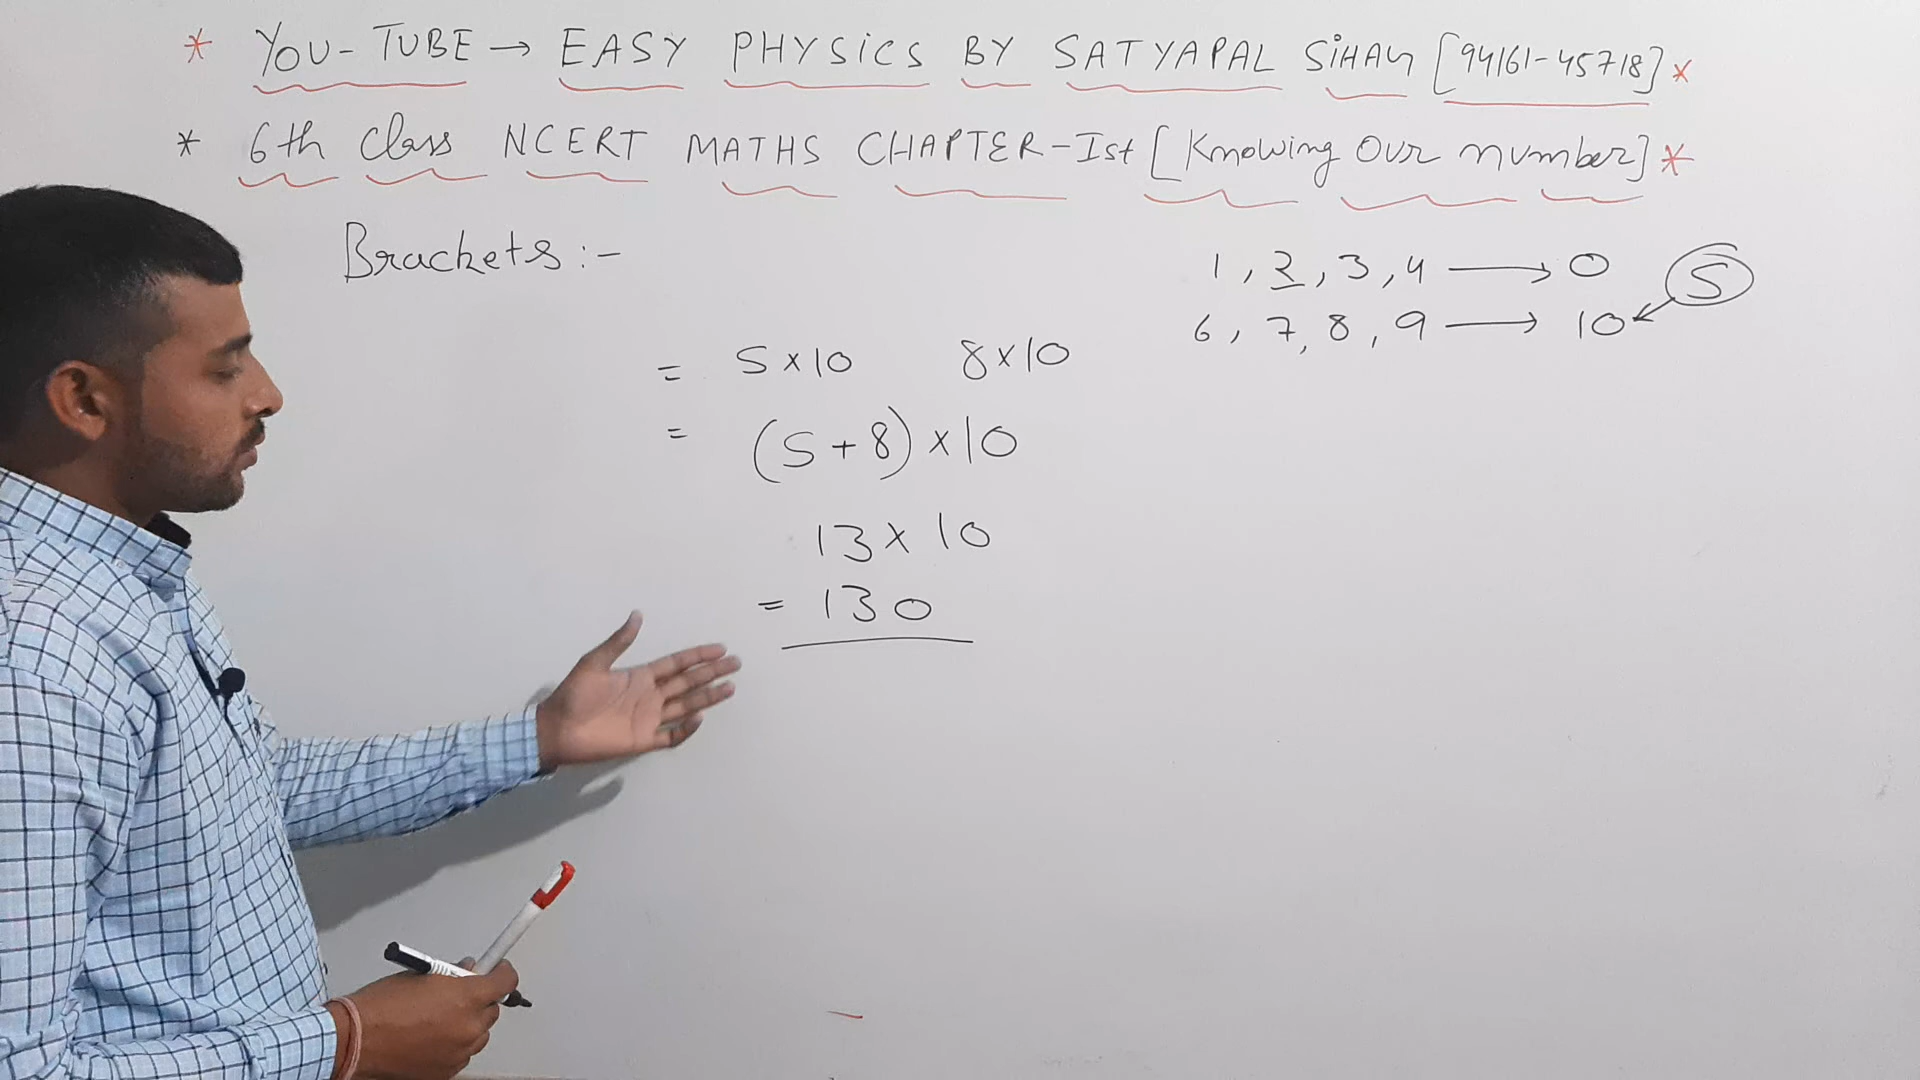 * YOU-TUBE → EASY PHYSICS BY SATYAPAL SIHAG [94161-45718] *
* 6th Class NCERT MATHS CHAPTER-Ist [Knowing Our number] *
Brackets :-
1, 2, 3, 4 → 0
5
6, 7, 8, 9 → 10
= 5 x 10 8 x 10
= (5 + 8) x 10
13 x 10
= 130